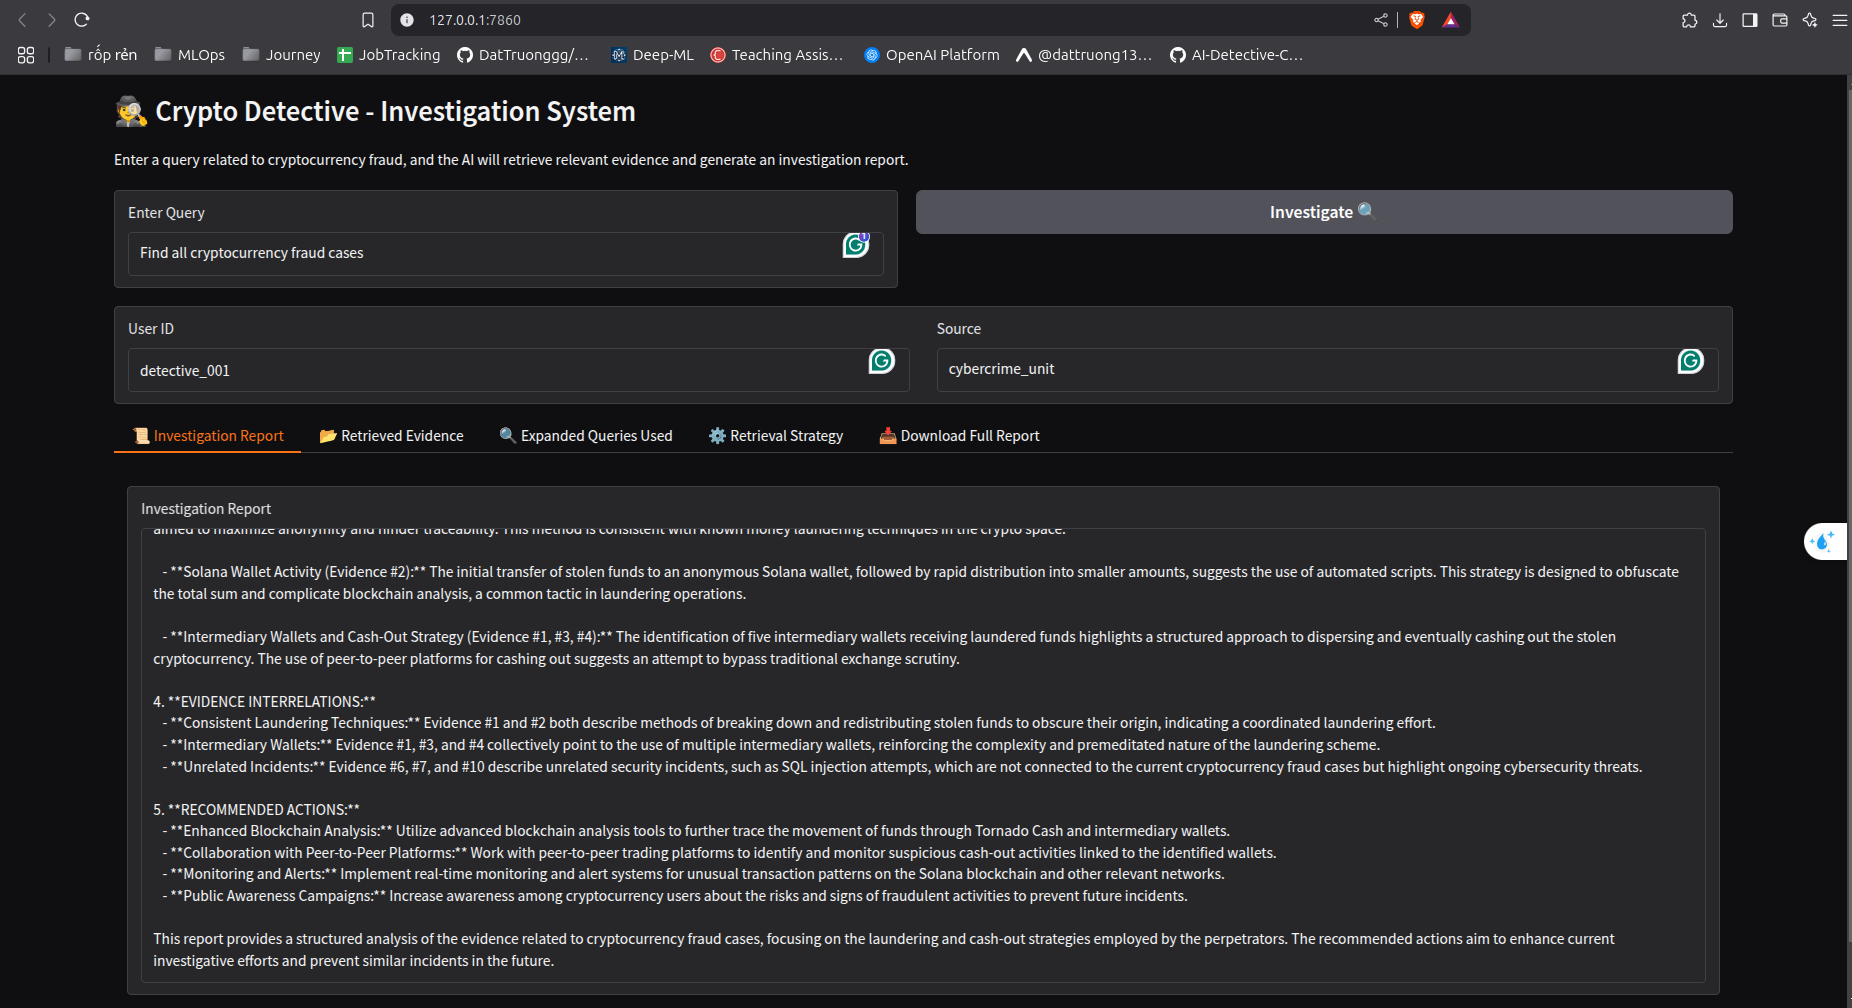 127.0.0.1:7860
rốp rẻn
MLOps
Journey
JobTracking
DatTruonggg/...
Deep-ML
Teaching Assis...
OpenAI Platform
@dattruong13...
AI-Detective-C...
Crypto Detective - Investigation System
Enter a query related to cryptocurrency fraud, and the AI will retrieve relevant evidence and generate an investigation report.
Enter Query
Find all cryptocurrency fraud cases
1
Investigate
User ID
detective_001
Source
cybercrime_unit
Investigation Report
Retrieved Evidence
Expanded Queries Used
Retrieval Strategy
Download Full Report
Investigation Report
aimed to maximize anonymity and hinder traceability. This method is consistent with known money laundering techniques in the crypto space.
- **Solana Wallet Activity (Evidence #2):** The initial transfer of stolen funds to an anonymous Solana wallet, followed by rapid distribution into smaller amounts, suggests the use of automated scripts. This strategy is designed to obfuscate
the total sum and complicate blockchain analysis, a common tactic in laundering operations.
- **Intermediary Wallets and Cash-Out Strategy (Evidence #1, #3, #4):** The identification of five intermediary wallets receiving laundered funds highlights a structured approach to dispersing and eventually cashing out the stolen
cryptocurrency. The use of peer-to-peer platforms for cashing out suggests an attempt to bypass traditional exchange scrutiny.
4. **EVIDENCE INTERRELATIONS:**
- **Consistent Laundering Techniques:** Evidence #1 and #2 both describe methods of breaking down and redistributing stolen funds to obscure their origin, indicating a coordinated laundering effort.
- **Intermediary Wallets:** Evidence #1, #3, and #4 collectively point to the use of multiple intermediary wallets, reinforcing the complexity and premeditated nature of the laundering scheme.
- **Unrelated Incidents:** Evidence #6, #7, and #10 describe unrelated security incidents, such as SQL injection attempts, which are not connected to the current cryptocurrency fraud cases but highlight ongoing cybersecurity threats.
5. **RECOMMENDED ACTIONS:**
- **Enhanced Blockchain Analysis:** Utilize advanced blockchain analysis tools to further trace the movement of funds through Tornado Cash and intermediary wallets.
- **Collaboration with Peer-to-Peer Platforms:** Work with peer-to-peer trading platforms to identify and monitor suspicious cash-out activities linked to the identified wallets.
- **Monitoring and Alerts:** Implement real-time monitoring and alert systems for unusual transaction patterns on the Solana blockchain and other relevant networks.
- **Public Awareness Campaigns:** Increase awareness among cryptocurrency users about the risks and signs of fraudulent activities to prevent future incidents.
This report provides a structured analysis of the evidence related to cryptocurrency fraud cases, focusing on the laundering and cash-out strategies employed by the perpetrators. The recommended actions aim to enhance current
investigative efforts and prevent similar incidents in the future.